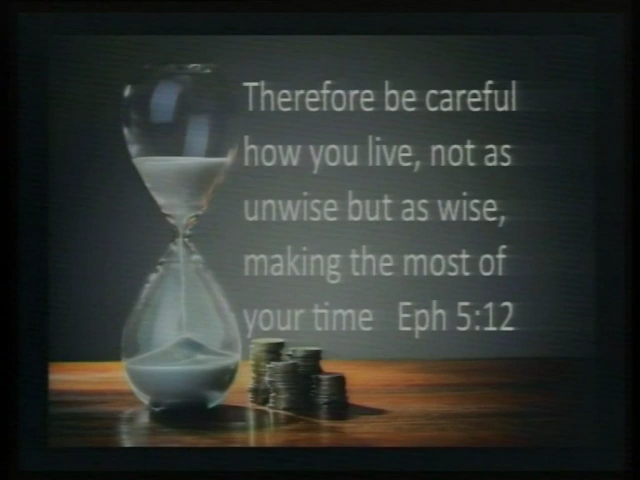 Therefore be careful
how you live, not as
unwise but as wise,
making the most of
your time Eph 5:12